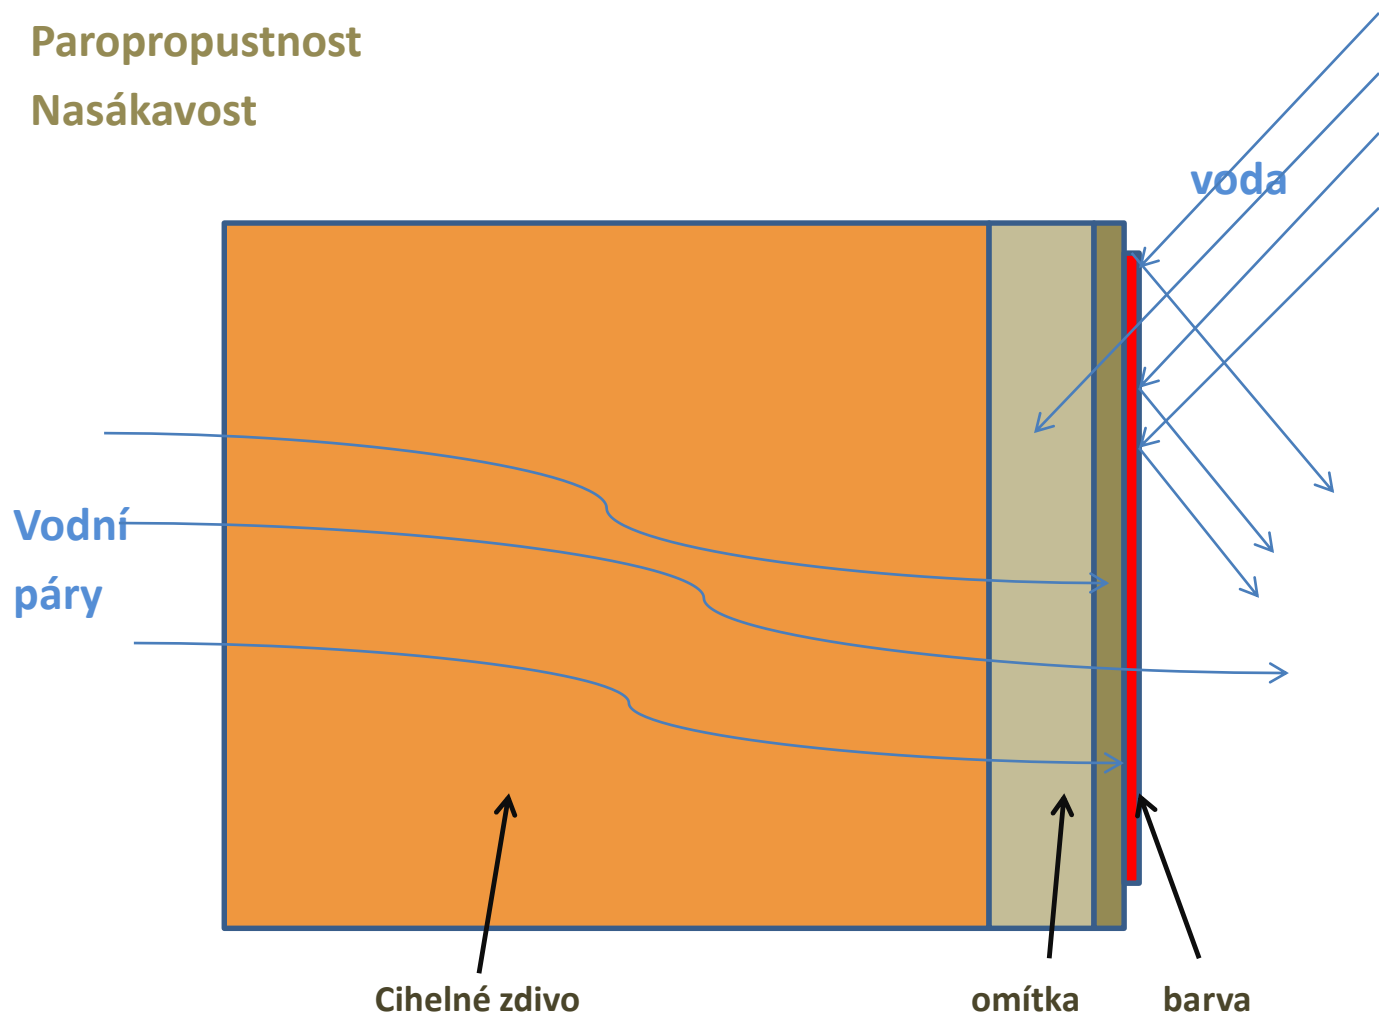 Paropropustnost
Nasákavost
voda
Vodní
páry
Cihelné zdivo
omítka
barva